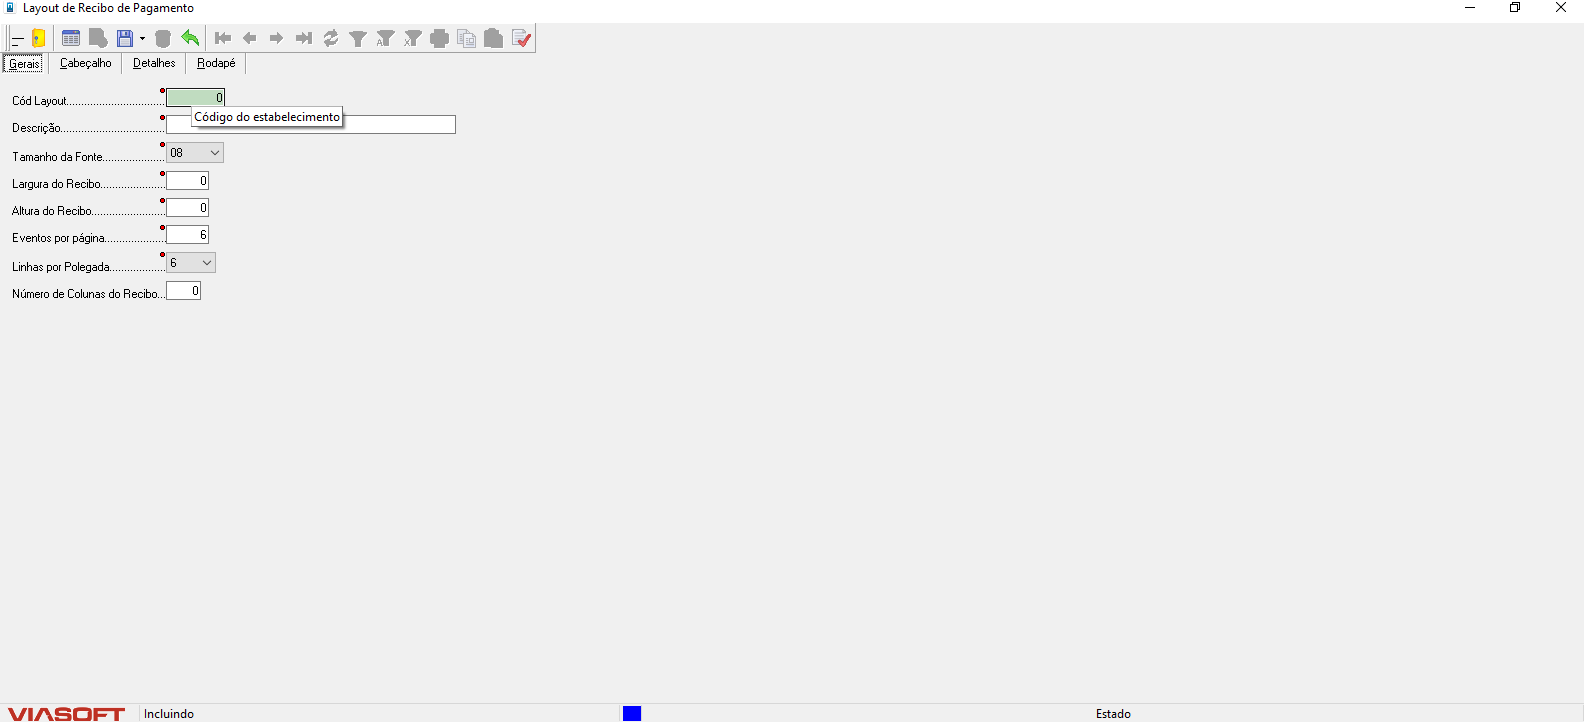 Layout de Recibo de Pagamento
Gerais Cabeçalho Detalhes Rodapé
Cód Layout............................... 0
Código do estabelecimento
Descrição................................
Tamanho da Fonte................... 08
Largura do Recibo.................... 0
Altura do Recibo...................... 0
Eventos por página.................. 6
Linhas por Polegada................. 6
Número de Colunas do Recibo... 0
VIASOFT Incluindo Estado